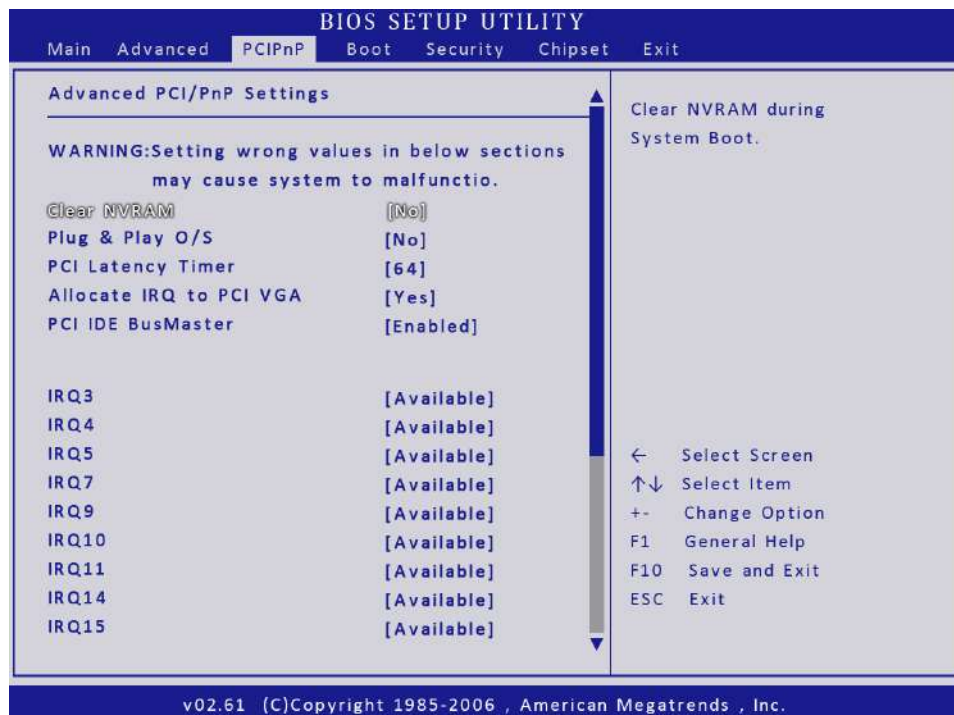 BIOS SETUP UTILITY
Main Advanced PCIPnP Boot Security Chipset Exit
Advanced PCI/PnP Settings
WARNING:Setting wrong values in below sections
may cause system to malfunctio.
Clear NVRAM [No]
Plug & Play O/S [No]
PCI Latency Timer [64]
Allocate IRQ to PCI VGA [Yes]
PCI IDE BusMaster [Enabled]
IRQ3 [Available]
IRQ4 [Available]
IRQ5 [Available]
IRQ7 [Available]
IRQ9 [Available]
IRQ10 [Available]
IRQ11 [Available]
IRQ14 [Available]
IRQ15 [Available]
Clear NVRAM during
System Boot.
← Select Screen
↑↓ Select Item
+- Change Option
F1 General Help
F10 Save and Exit
ESC Exit
v02.61 (C)Copyright 1985-2006 , American Megatrends , Inc.